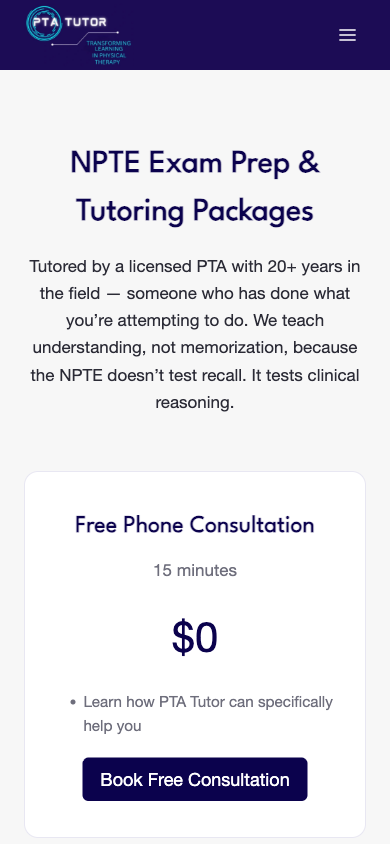 PTA TUTOR
TRANSFORMING
LEARNING
IN PHYSICAL
THERAPY
NPTE Exam Prep &
Tutoring Packages
Tutored by a licensed PTA with 20+ years in
the field — someone who has done what
you’re attempting to do. We teach
understanding, not memorization, because
the NPTE doesn’t test recall. It tests clinical
reasoning.
Free Phone Consultation
15 minutes
$0
• Learn how PTA Tutor can specifically
help you
Book Free Consultation